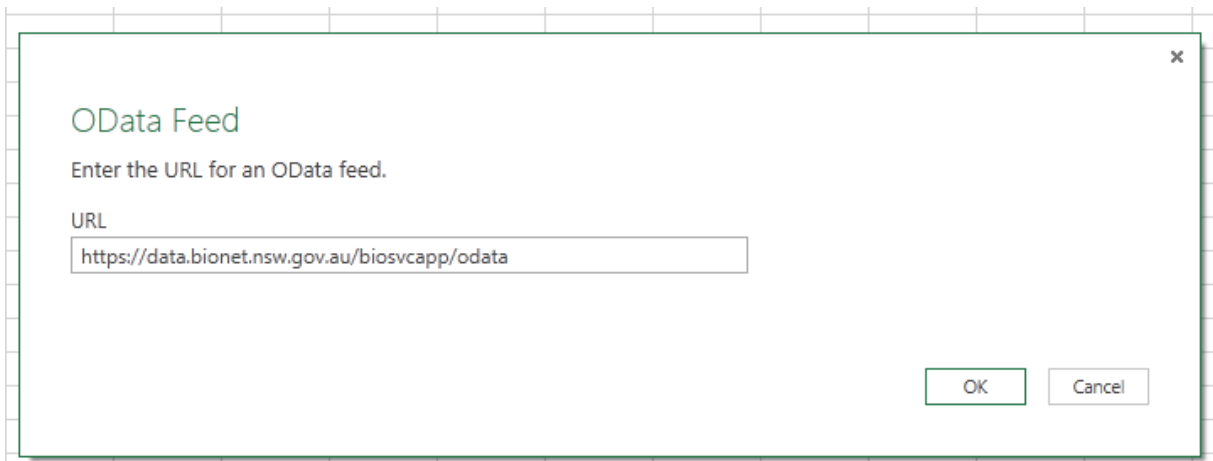 OData Feed
Enter the URL for an OData feed.
URL
https://data.bionet.nsw.gov.au/biosvcapp/odata
OK Cancel